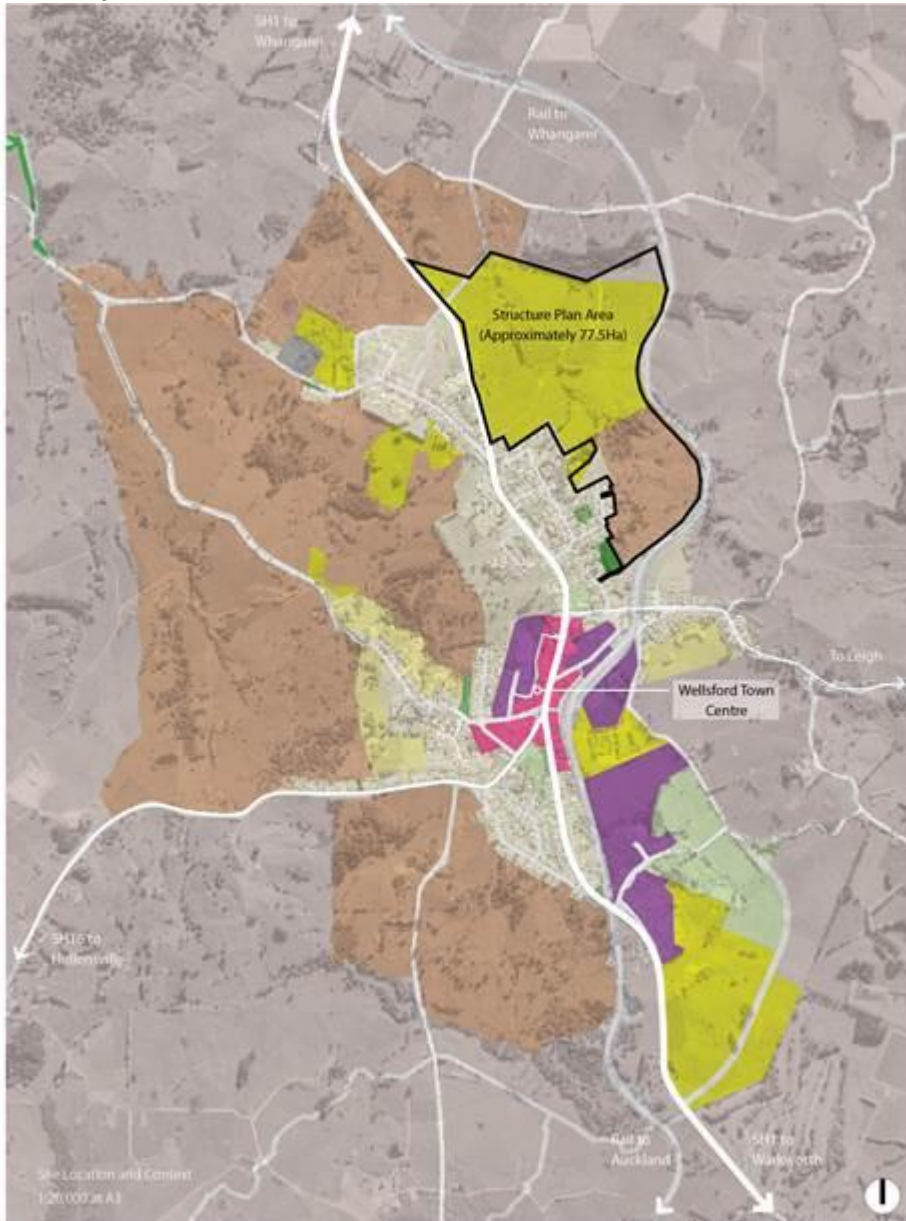 SH1 to
Whangarei
Rail to
Whangarei
Structure Plan Area
(Approximately 77.5Ha)
To Leigh
Wellsford Town
Centre
SH16 to
Hellensville
Rail to
Auckland
SH1 to
Warkworth
Site Location and Context
1:20,000 at A3